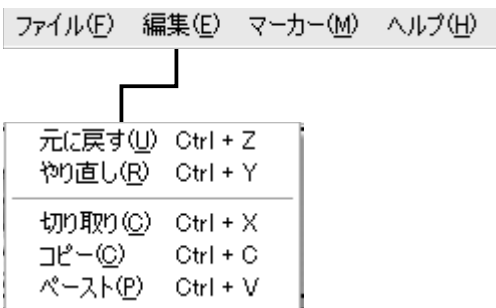 ファイル(F) 編集(E) マーカー(M) ヘルプ(H)
元に戻す(U) Ctrl + Z
やり直し(R) Ctrl + Y
切り取り(C) Ctrl + X
コピー(C) Ctrl + C
ペースト(P) Ctrl + V